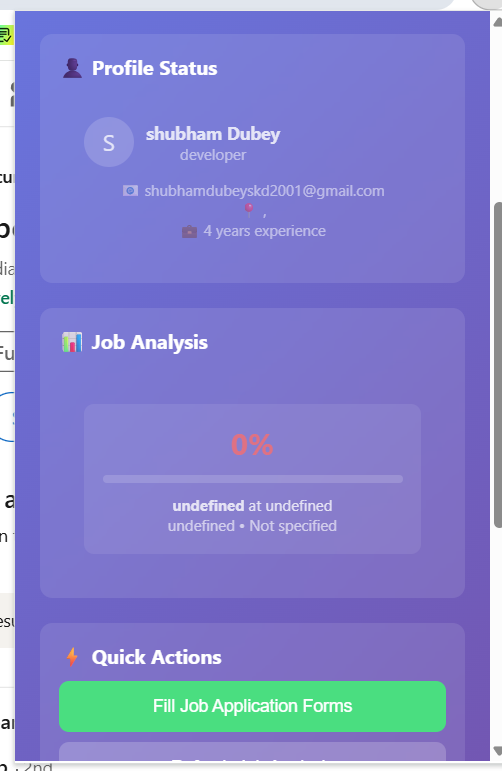 Profile Status
S
shubham Dubey
developer
shubhamdubeyskd2001@gmail.com
,
4 years experience
Job Analysis
0%
undefined at undefined
undefined • Not specified
Quick Actions
Fill Job Application Forms
2nd